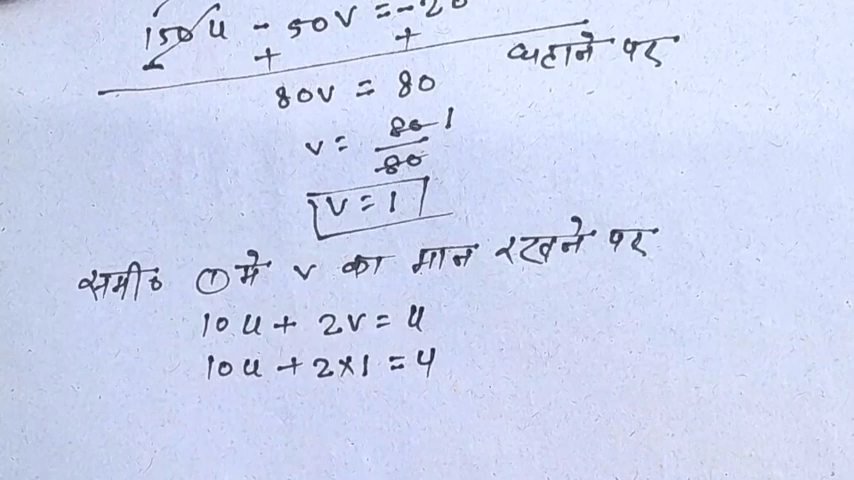 150u - 50v = -20
+ +
80v = 80 घटाने पर
v = 80 1
80
v = 1
समी० ① में v का मान रखने पर
10u + 2v = 4
10u + 2×1 = 4